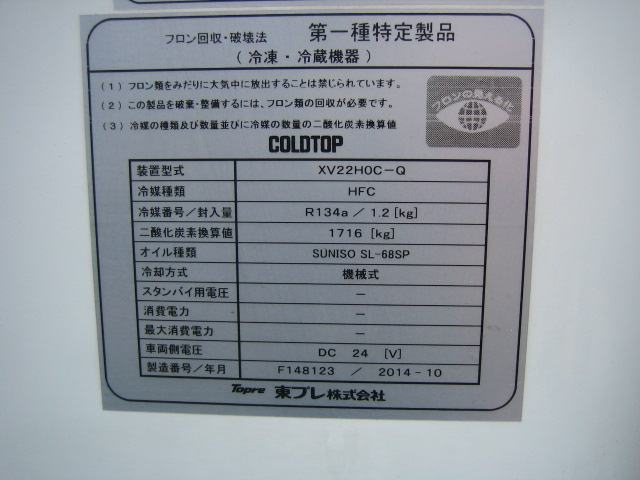 フロン回収・破壊法 第一種特定製品
（冷凍・冷蔵機器）
(1) フロン類をみだりに大気中に放出することは禁じられています。
(2) この製品を廃棄・整備するには、フロン類の回収が必要です。
(3) 冷媒の種類及び数量並びに冷媒の数量の二酸化炭素換算値
フロンの見える化
COLDTOP
装置型式 XV22H0C-Q
冷媒種類 HFC
冷媒番号/封入量 R134a / 1.2 [kg]
二酸化炭素換算値 1716 [kg]
オイル種類 SUNISO SL-68SP
冷却方式 機械式
スタンバイ用電圧 -
消費電力 -
最大消費電力 -
車両側電圧 DC 24 [V]
製造番号/年月 F148123 / 2014-10
Topre 東プレ株式会社